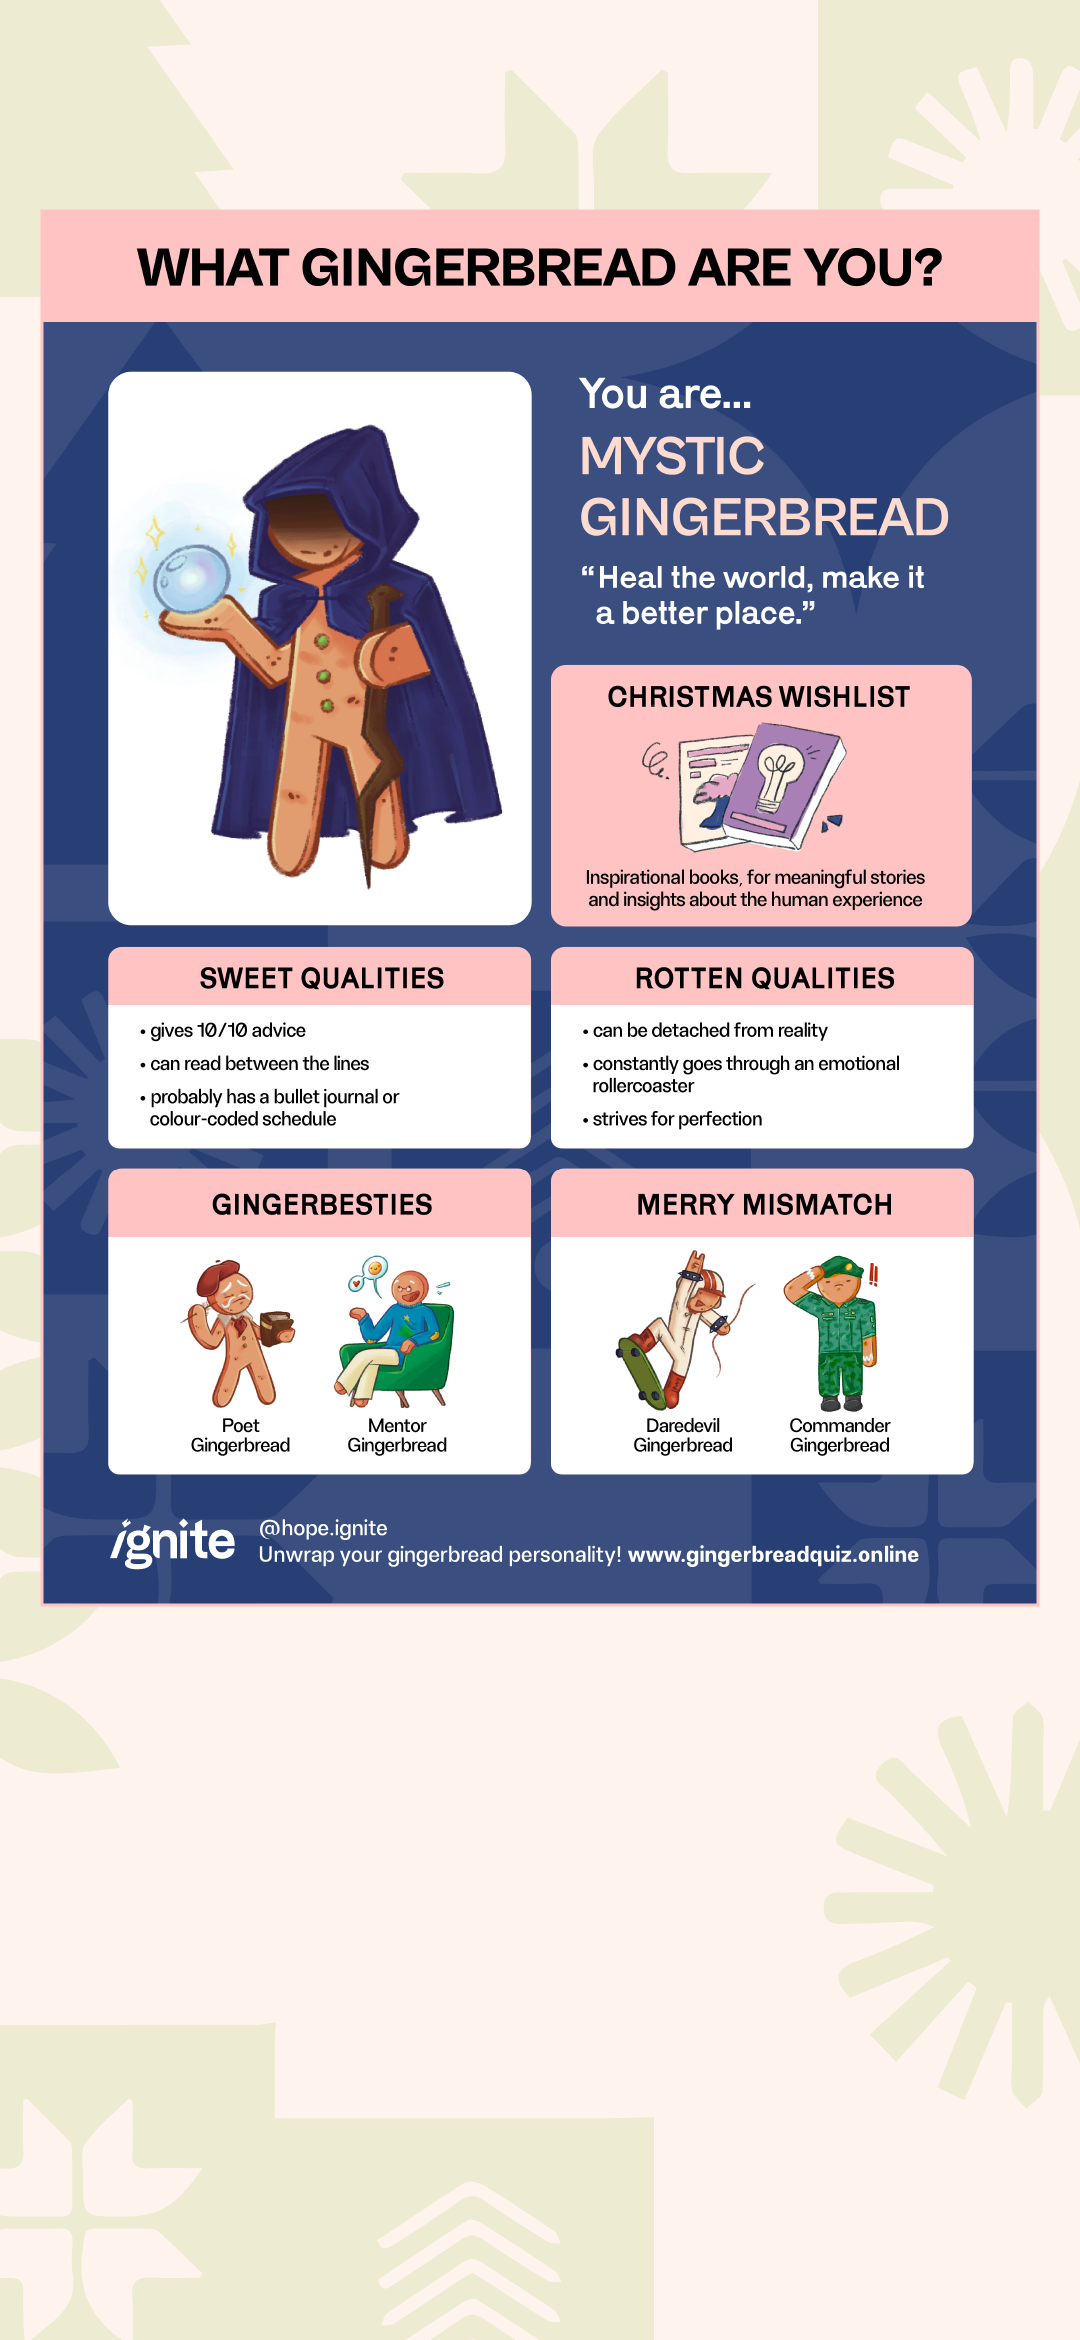 WHAT GINGERBREAD ARE YOU?
You are...
MYSTIC
GINGERBREAD
“Heal the world, make it
a better place.”
CHRISTMAS WISHLIST
Inspirational books, for meaningful stories
and insights about the human experience
SWEET QUALITIES
• gives 10/10 advice
• can read between the lines
• probably has a bullet journal or
colour-coded schedule
ROTTEN QUALITIES
• can be detached from reality
• constantly goes through an emotional
rollercoaster
• strives for perfection
GINGERBESTIES
Poet
Gingerbread
Mentor
Gingerbread
MERRY MISMATCH
!!
Daredevil
Gingerbread
Commander
Gingerbread
ignite
@hope.ignite
Unwrap your gingerbread personality! www.gingerbreadquiz.online